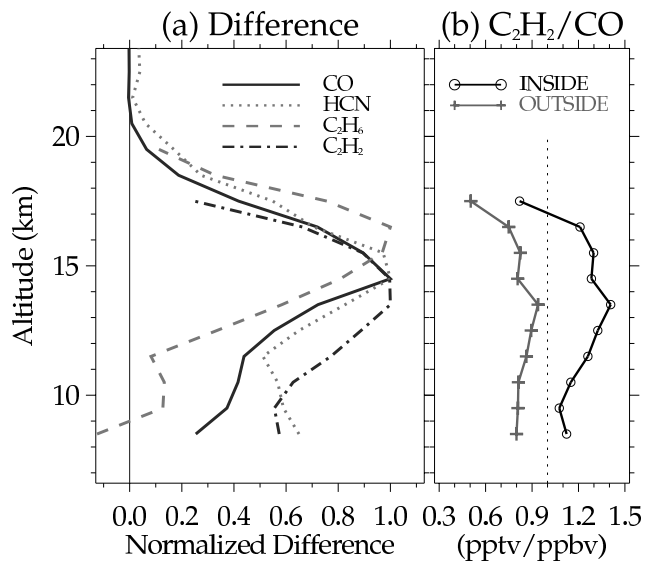 (a) Difference
(b) C₂H₂/CO
CO
HCN
C₂H₆
C₂H₂
INSIDE
OUTSIDE
20
15
10
Altitude (km)
0.0 0.2 0.4 0.6 0.8 1.0
0.3 0.6 0.9 1.2 1.5
Normalized Difference
(pptv/ppbv)